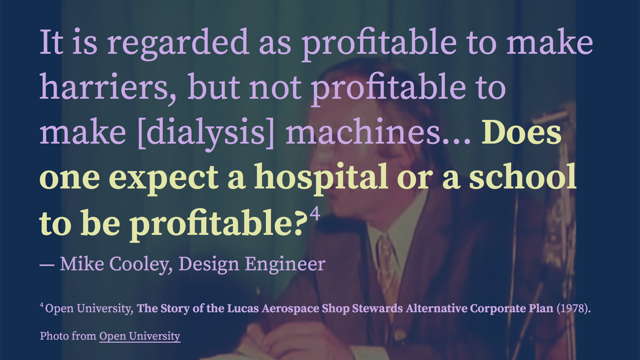 It is regarded as profitable to make
harriers, but not profitable to
make [dialysis] machines... Does
one expect a hospital or a school
to be profitable?⁴
— Mike Cooley, Design Engineer
⁴ Open University, The Story of the Lucas Aerospace Shop Stewards Alternative Corporate Plan (1978).
Photo from Open University